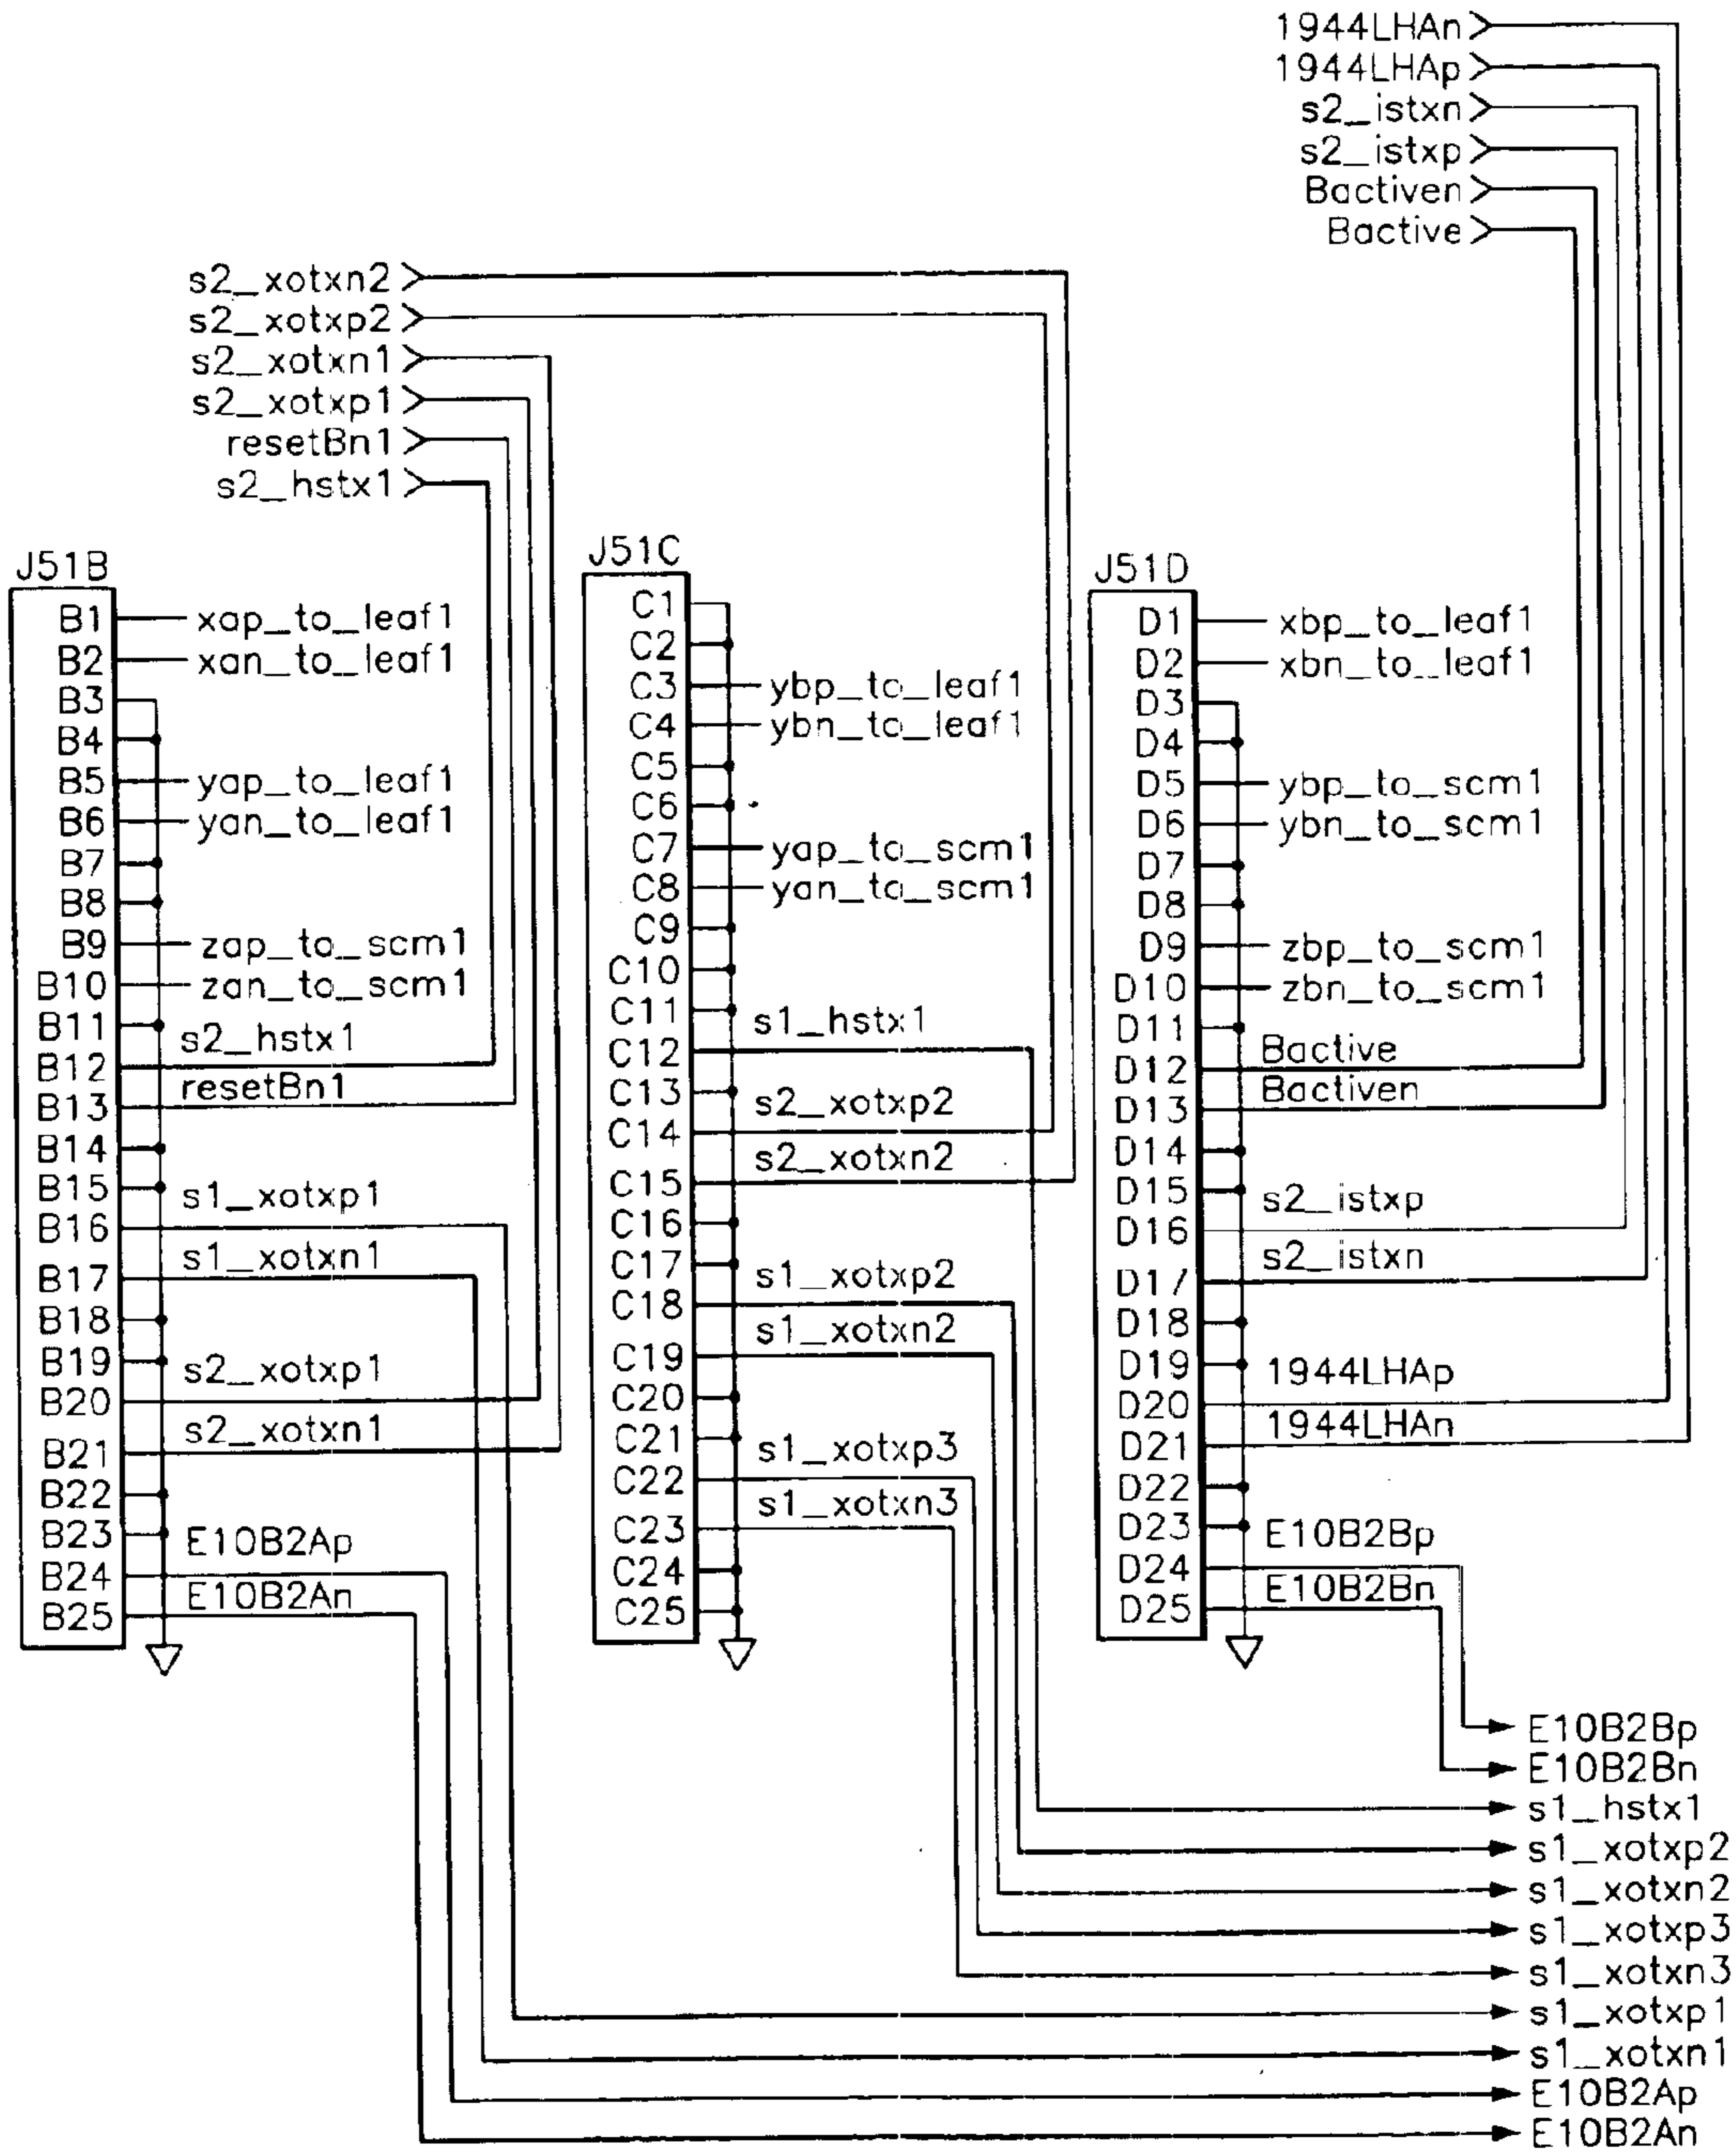 1944LHAn
1944LHAp
s2_istxn
s2_istxp
Bactiven
Bactive
s2_xotxn2
s2_xotxp2
s2_xotxn1
s2_xotxp1
resetBn1
s2_hstx1
J51B
B1 xap_to_leaf1
B2 xan_to_leaf1
B3
B4
B5 yap_to_leaf1
B6 yan_to_leaf1
B7
B8
B9 zap_to_scm1
B10 zan_to_scm1
B11
s2_hstx1
B12
resetBn1
B13
B14
B15
s1_xotxp1
B16
s1_xotxn1
B17
B18
B19
s2_xotxp1
B20
s2_xotxn1
B21
B22
B23
E10B2Ap
B24
E10B2An
B25
J51C
C1
C2
C3 ybp_to_leaf1
C4 ybn_to_leaf1
C5
C6
C7 yap_to_scm1
C8 yan_to_scm1
C9
C10
C11
s1_hstx1
C12
C13
s2_xotxp2
C14
s2_xotxn2
C15
C16
C17
s1_xotxp2
C18
s1_xotxn2
C19
C20
C21
s1_xotxp3
C22
s1_xotxn3
C23
C24
C25
J51D
D1 xbp_to_leaf1
D2 xbn_to_leaf1
D3
D4
D5 ybp_to_scm1
D6 ybn_to_scm1
D7
D8
D9 zbp_to_scm1
D10 zbn_to_scm1
D11
Bactive
D12
Bactiven
D13
D14
D15
s2_istxp
D16
s2_istxn
D17
D18
D19
1944LHAp
D20
1944LHAn
D21
D22
D23
E10B2Bp
D24
E10B2Bn
D25
E10B2Bp
E10B2Bn
s1_hstx1
s1_xotxp2
s1_xotxn2
s1_xotxp3
s1_xotxn3
s1_xotxp1
s1_xotxn1
E10B2Ap
E10B2An